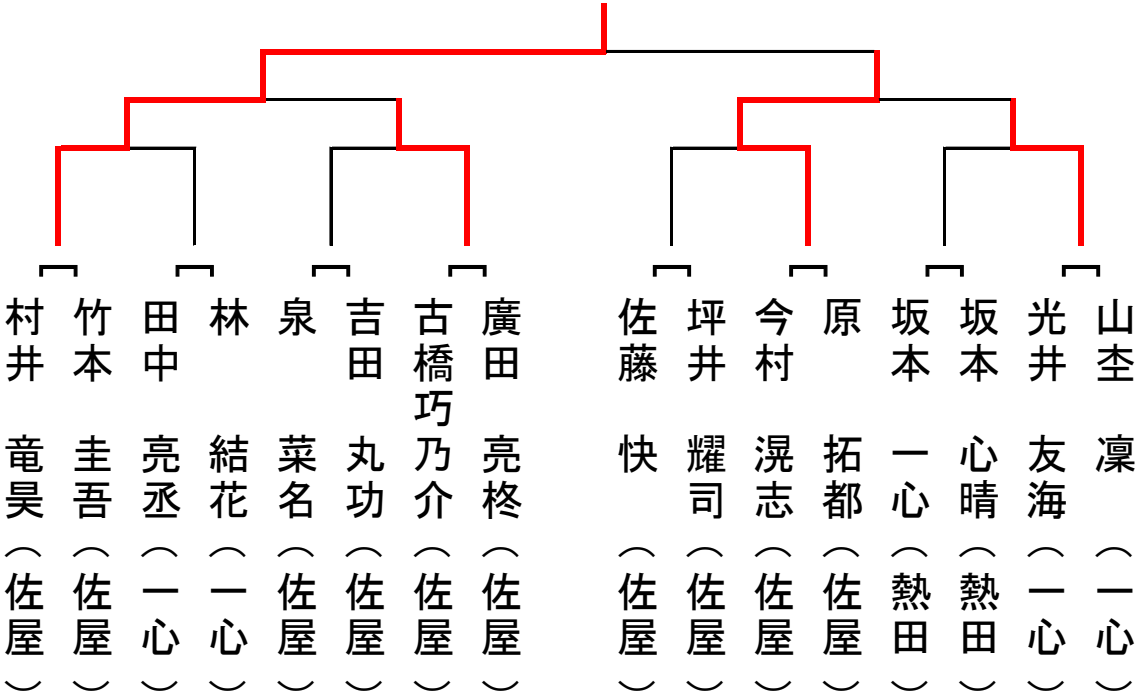 村井 竜昊（佐屋）
竹本 圭吾（佐屋）
田中 亮丞（一心）
林 結花（一心）
泉 菜名（佐屋）
吉田 丸功（佐屋）
古橋巧乃介（佐屋）
廣田 亮柊（佐屋）
佐藤 快（佐屋）
坪井 耀司（佐屋）
今村 滉志（佐屋）
原 拓都（佐屋）
坂本 一心（熱田）
坂本 心晴（熱田）
光井 友海（一心）
山杢 凜（一心）